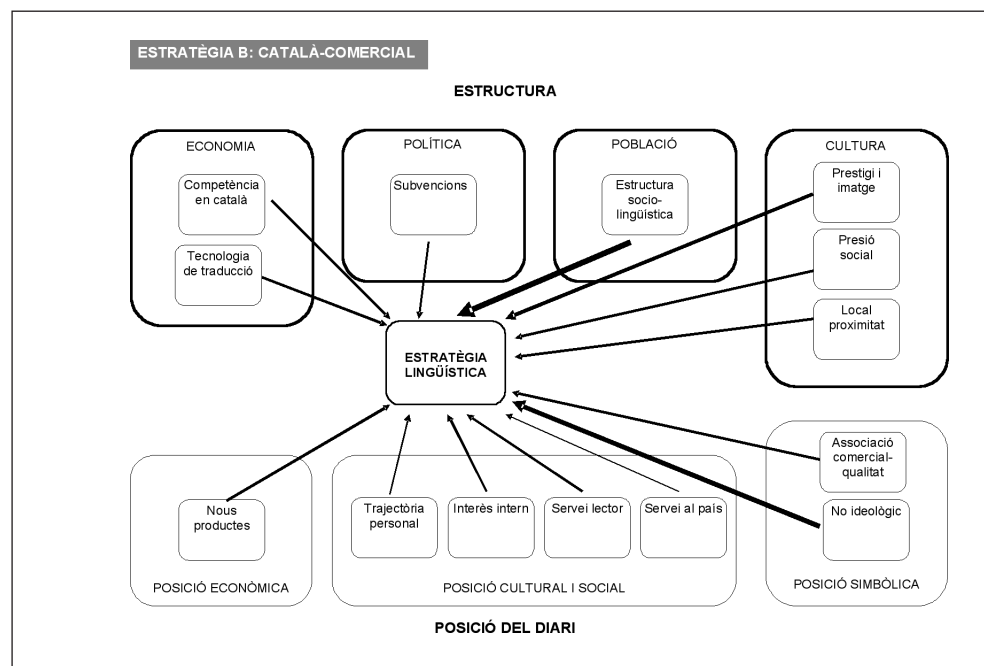 ESTRATÈGIA B: CATALÀ-COMERCIAL
ESTRUCTURA
ECONOMIA
Competència
en català
Tecnologia
de traducció
POLÍTICA
Subvencions
POBLACIÓ
Estructura
socio-
lingüística
CULTURA
Prestigi i
imatge
Presió
social
Local
proximitat
ESTRATÈGIA
LINGÜÍSTICA
Nous
productes
POSICIÓ ECONÒMICA
Trajectòria
personal
Interès intern
Servei lector
Servei al país
POSICIÓ CULTURAL I SOCIAL
Associació
comercial-
qualitat
No ideològic
POSICIÓ SIMBÒLICA
POSICIÓ DEL DIARI